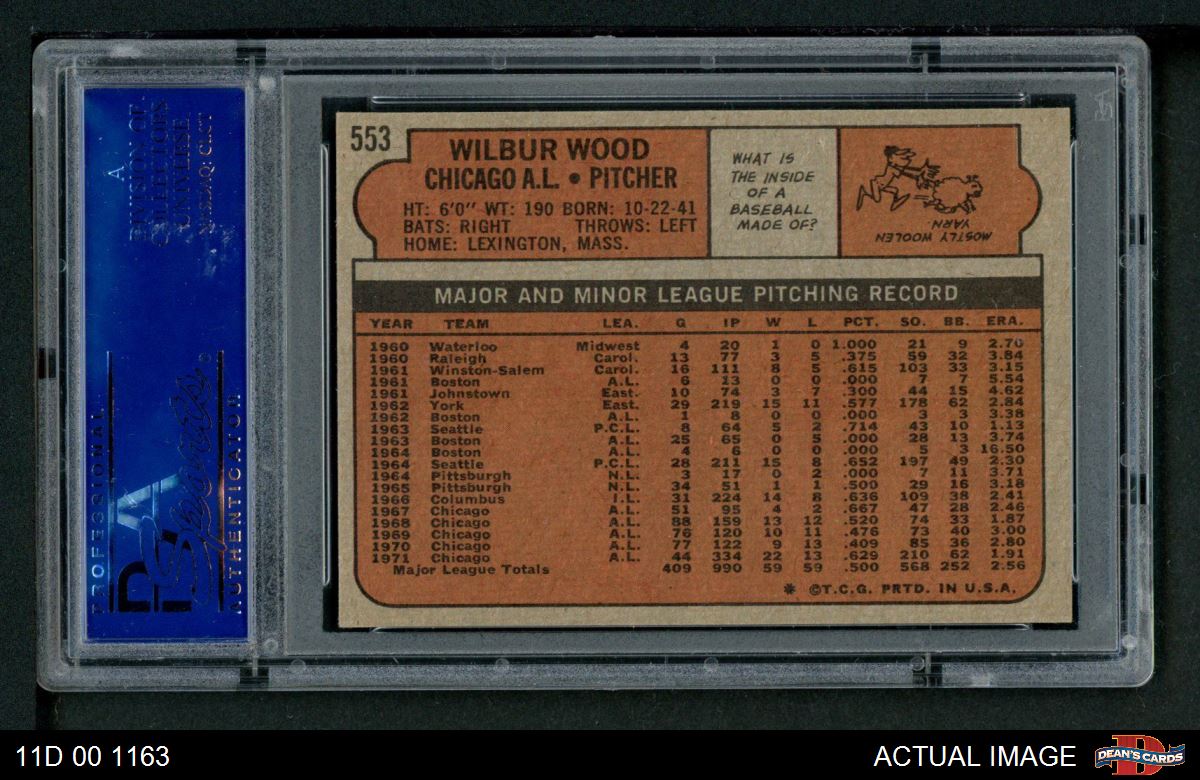 553
WILBUR WOOD
CHICAGO A.L. • PITCHER
HT: 6'0" WT: 190 BORN: 10-22-41
BATS: RIGHT THROWS: LEFT
HOME: LEXINGTON, MASS.
WHAT IS
THE INSIDE
OF A
BASEBALL
MADE OF?
MOSTLY WOOLEN
YARN
MAJOR AND MINOR LEAGUE PITCHING RECORD
YEAR TEAM LEA. G IP W L PCT. SO. BB. ERA.
1960 Waterloo Midwest 4 20 1 0 1.000 21 9 2.70
1960 Raleigh Carol. 13 77 3 5 .375 59 32 3.84
1961 Winston-Salem Carol. 16 111 8 5 .615 103 33 3.15
1961 Boston A.L. 6 13 0 0 .000 7 7 5.54
1961 Johnstown East. 10 74 3 7 .300 44 15 4.62
1962 York East. 29 219 15 11 .577 178 62 2.84
1962 Boston A.L. 1 8 0 0 .000 3 3 3.38
1963 Seattle P.C.L. 8 64 5 2 .714 43 10 1.13
1963 Boston A.L. 25 65 0 5 .000 28 13 3.74
1964 Boston A.L. 4 6 0 0 .000 5 3 16.50
1964 Seattle P.C.L. 28 211 15 8 .652 197 49 2.30
1964 Pittsburgh N.L. 3 17 0 2 .000 7 11 3.71
1965 Pittsburgh N.L. 34 51 1 1 .500 29 16 3.18
1966 Columbus I.L. 31 224 14 8 .636 109 38 2.41
1967 Chicago A.L. 51 95 4 2 .667 47 28 2.46
1968 Chicago A.L. 88 159 13 12 .520 74 33 1.87
1969 Chicago A.L. 76 120 10 11 .476 73 40 3.00
1970 Chicago A.L. 77 122 9 13 .409 85 36 2.80
1971 Chicago A.L. 44 334 22 13 .629 210 62 1.91
Major League Totals 409 990 59 59 .500 568 252 2.56
* ©T.C.G. PRTD. IN U.S.A.
A
DIVISION OF
COLLECTORS
UNIVERSE
NASDAQ: CLCT
PROFESSIONAL
PSA
Sports
AUTHENTICATOR
11D 00 1163
ACTUAL IMAGE
DEAN'S CARDS